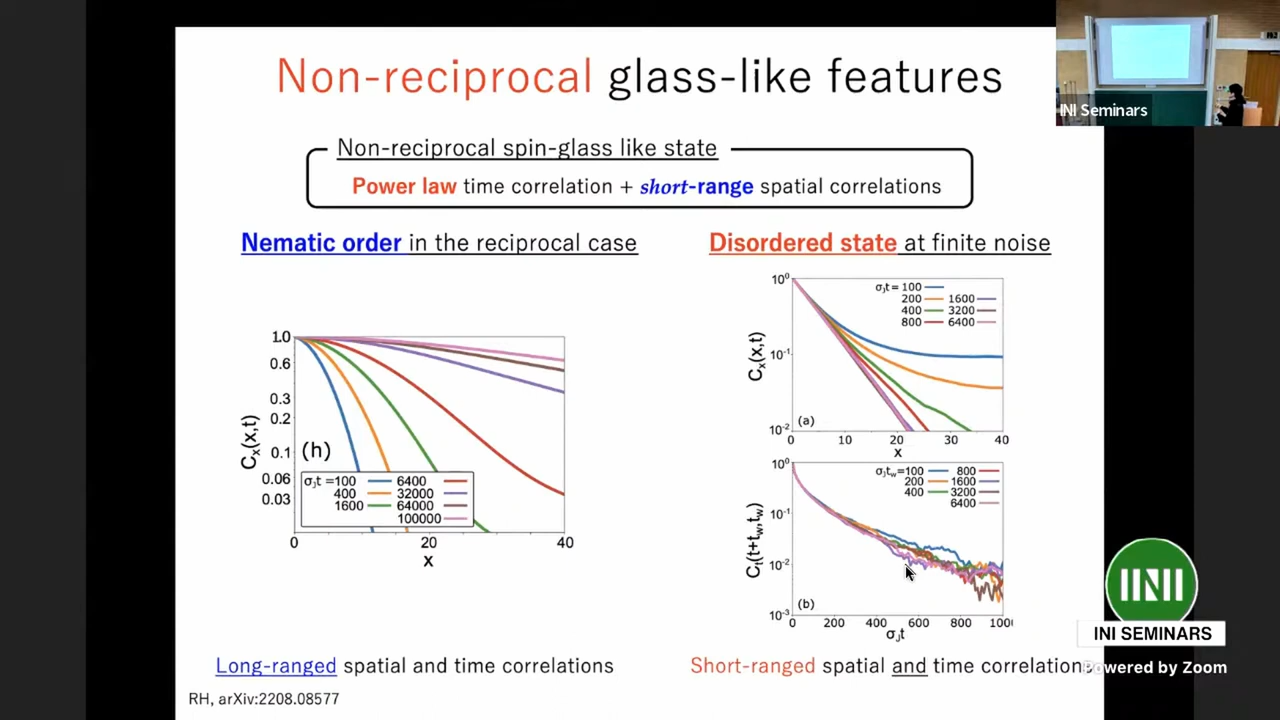 Non-reciprocal glass-like features
INI Seminars
Non-reciprocal spin-glass like state
Power law time correlation + short-range spatial correlations
Nematic order in the reciprocal case
Disordered state at finite noise
1.0
0.6
0.3
0.2
0.1
0.06
0.03
Cx(x,t)
(h)
σJt =100 6400
400 32000
1600 64000
100000
0 20 40
x
10^0
10^-1
10^-2
Cx(x,t)
σJt= 100
200 1600
400 3200
800 6400
(a)
0 10 20 30 40
x
10^0
10^-1
10^-2
10^-3
Ct(t+tw,tw)
σJtw=100 800
200 1600
400 3200
6400
(b)
0 200 400 600 800 100
σJt
INI SEMINARS
Long-ranged spatial and time correlations
Short-ranged spatial and time correlation
Powered by Zoom
RH, arXiv:2208.08577